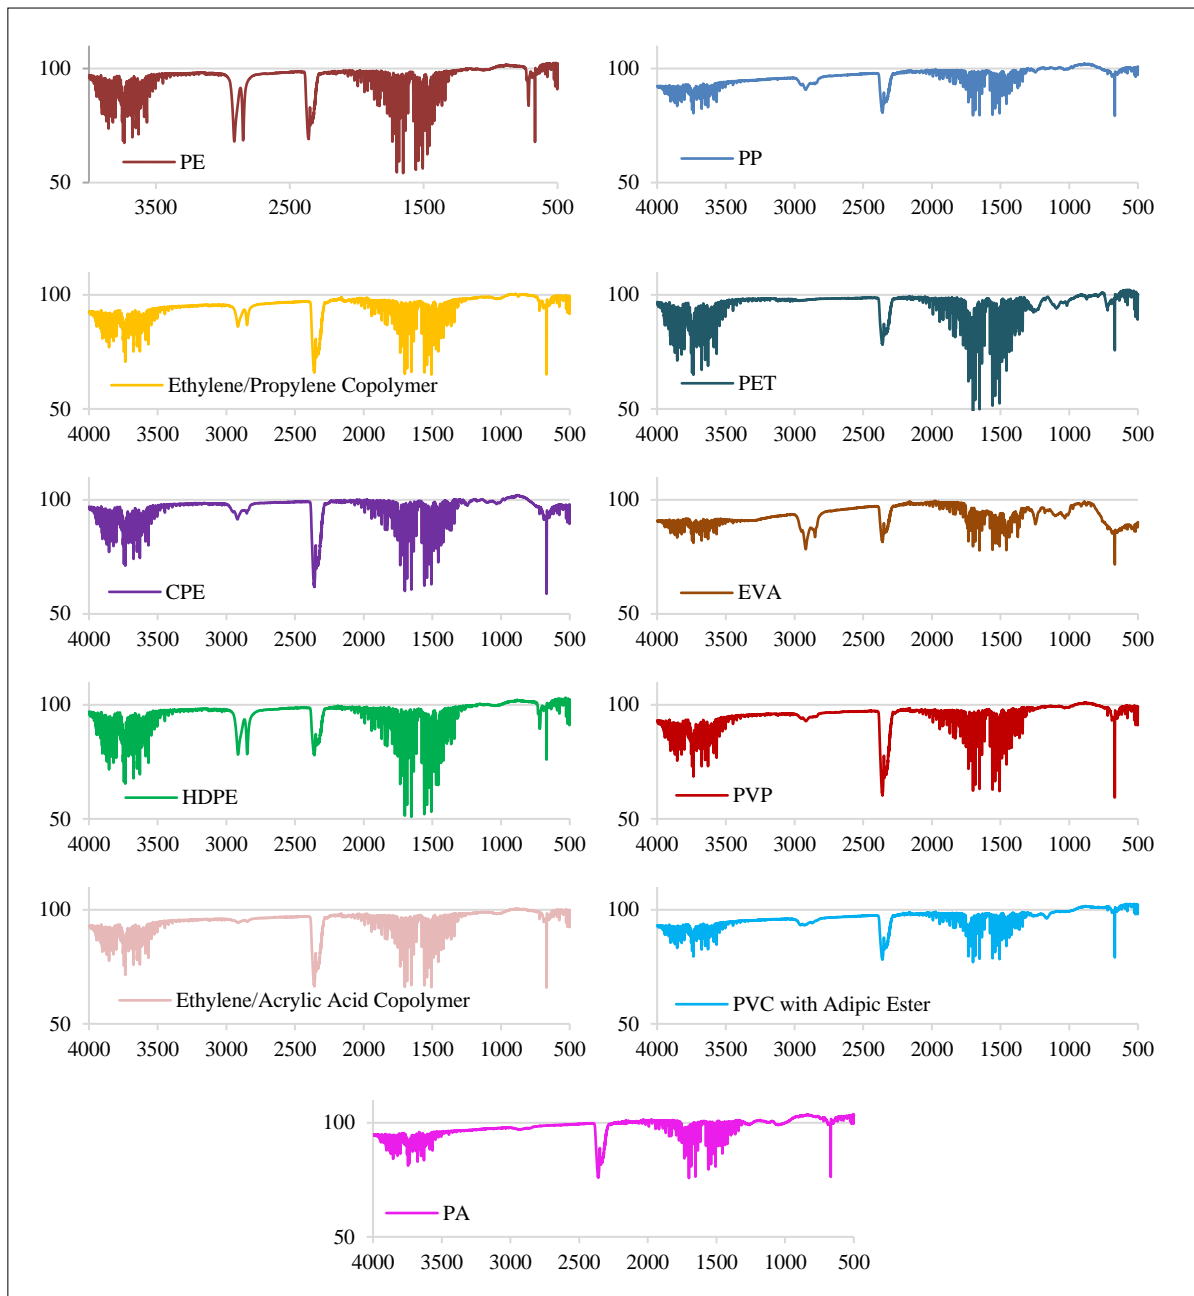 100
50
PE
3500 2500 1500 500
100
50
PP
4000 3500 3000 2500 2000 1500 1000 500
100
50
Ethylene/Propylene Copolymer
4000 3500 3000 2500 2000 1500 1000 500
100
50
PET
4000 3500 3000 2500 2000 1500 1000 500
100
50
CPE
4000 3500 3000 2500 2000 1500 1000 500
100
50
EVA
4000 3500 3000 2500 2000 1500 1000 500
100
50
HDPE
4000 3500 3000 2500 2000 1500 1000 500
100
50
PVP
4000 3500 3000 2500 2000 1500 1000 500
100
50
Ethylene/Acrylic Acid Copolymer
4000 3500 3000 2500 2000 1500 1000 500
100
50
PVC with Adipic Ester
4000 3500 3000 2500 2000 1500 1000 500
100
50
PA
4000 3500 3000 2500 2000 1500 1000 500